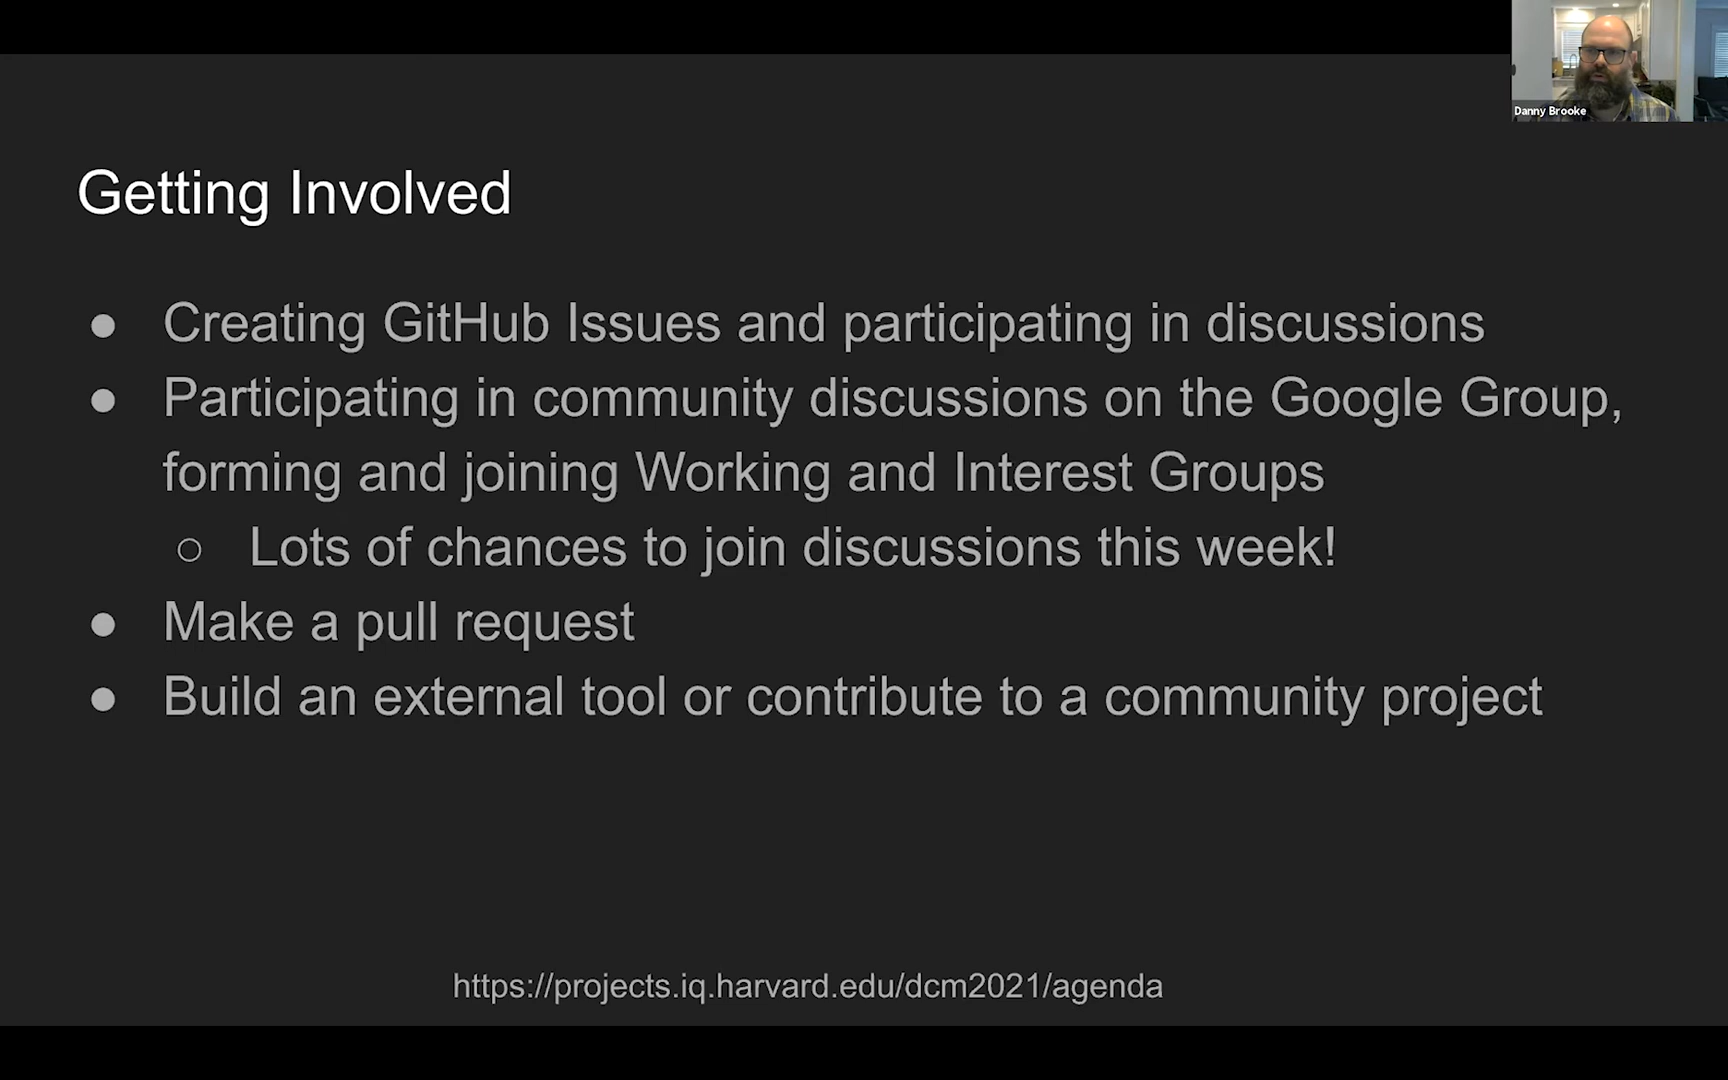 Danny Brooke
Getting Involved
● Creating GitHub Issues and participating in discussions
● Participating in community discussions on the Google Group,
forming and joining Working and Interest Groups
○ Lots of chances to join discussions this week!
● Make a pull request
● Build an external tool or contribute to a community project
https://projects.iq.harvard.edu/dcm2021/agenda